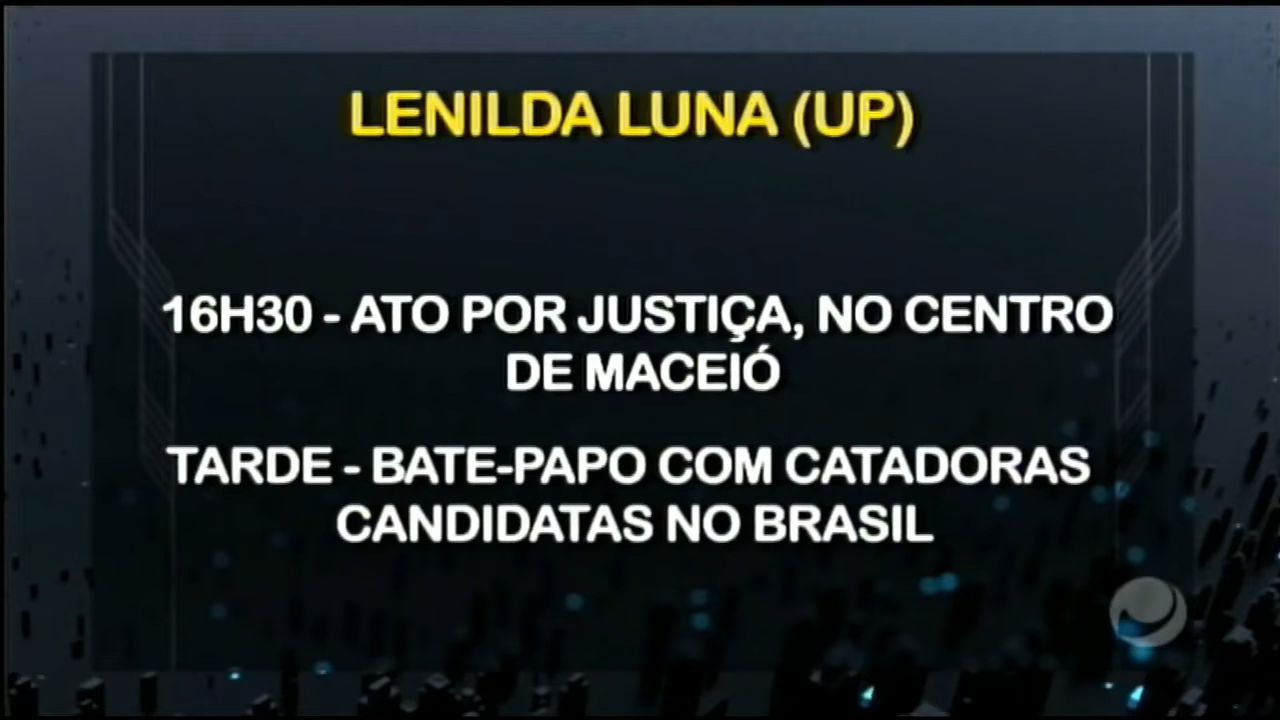 LENILDA LUNA (UP)
16H30 - ATO POR JUSTIÇA, NO CENTRO
DE MACEIÓ
TARDE - BATE-PAPO COM CATADORAS
CANDIDATAS NO BRASIL